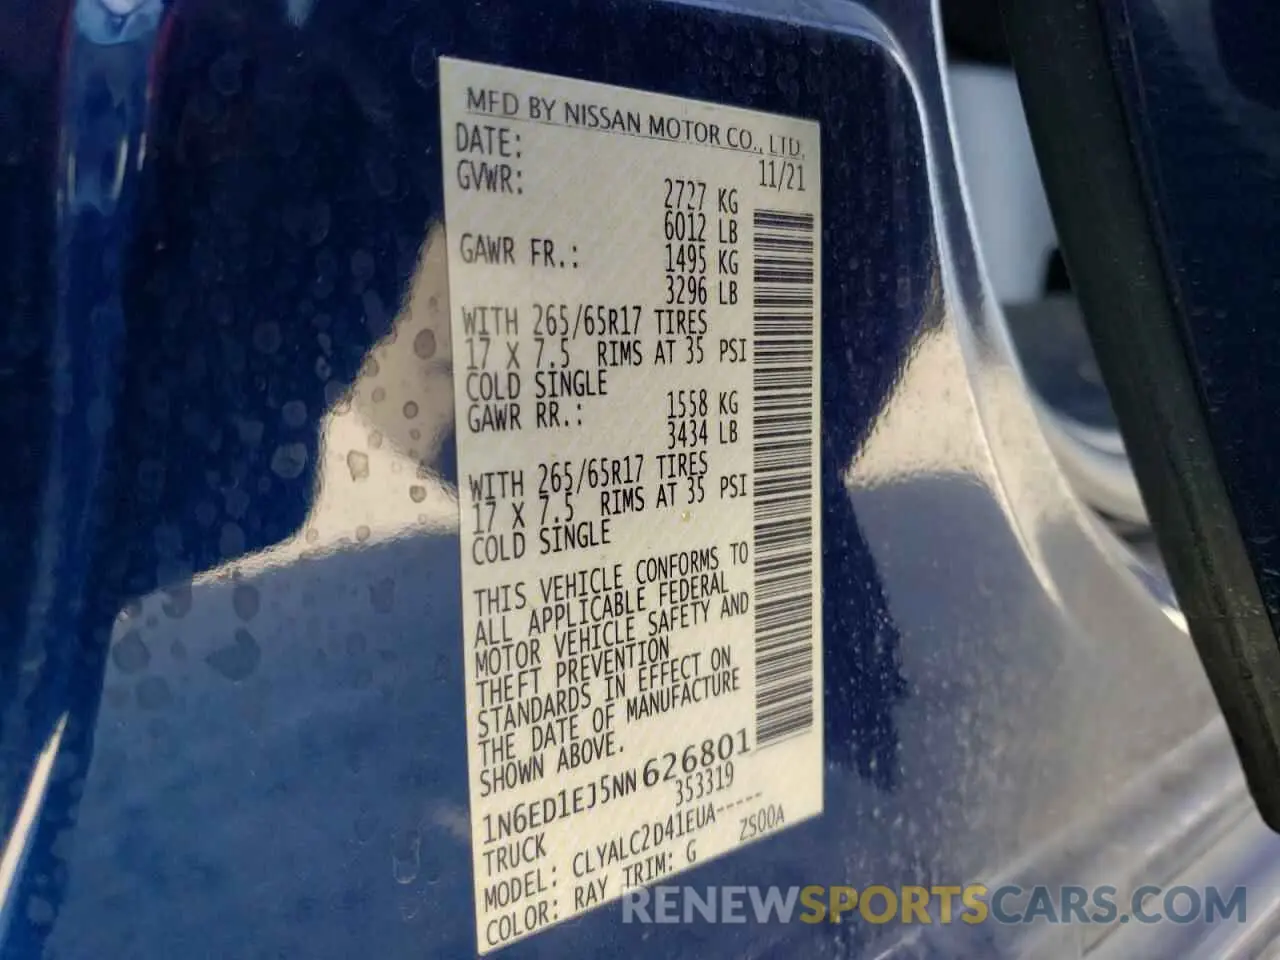 MFD BY NISSAN MOTOR CO., LTD.
DATE: 11/21
GVWR: 2727 KG
6012 LB
GAWR FR.: 1495 KG
3296 LB
WITH 265/65R17 TIRES
17 X 7.5 RIMS AT 35 PSI
COLD SINGLE
GAWR RR.: 1558 KG
3434 LB
WITH 265/65R17 TIRES
17 X 7.5 RIMS AT 35 PSI
COLD SINGLE
THIS VEHICLE CONFORMS TO
ALL APPLICABLE FEDERAL
MOTOR VEHICLE SAFETY AND
THEFT PREVENTION
STANDARDS IN EFFECT ON
THE DATE OF MANUFACTURE
SHOWN ABOVE.
1N6ED1EJ5NN626801
TRUCK 353319
MODEL: CLYALC2D41EUA-----
COLOR: RAY TRIM: G ZS00A
RENEWSPORTSCARS.COM